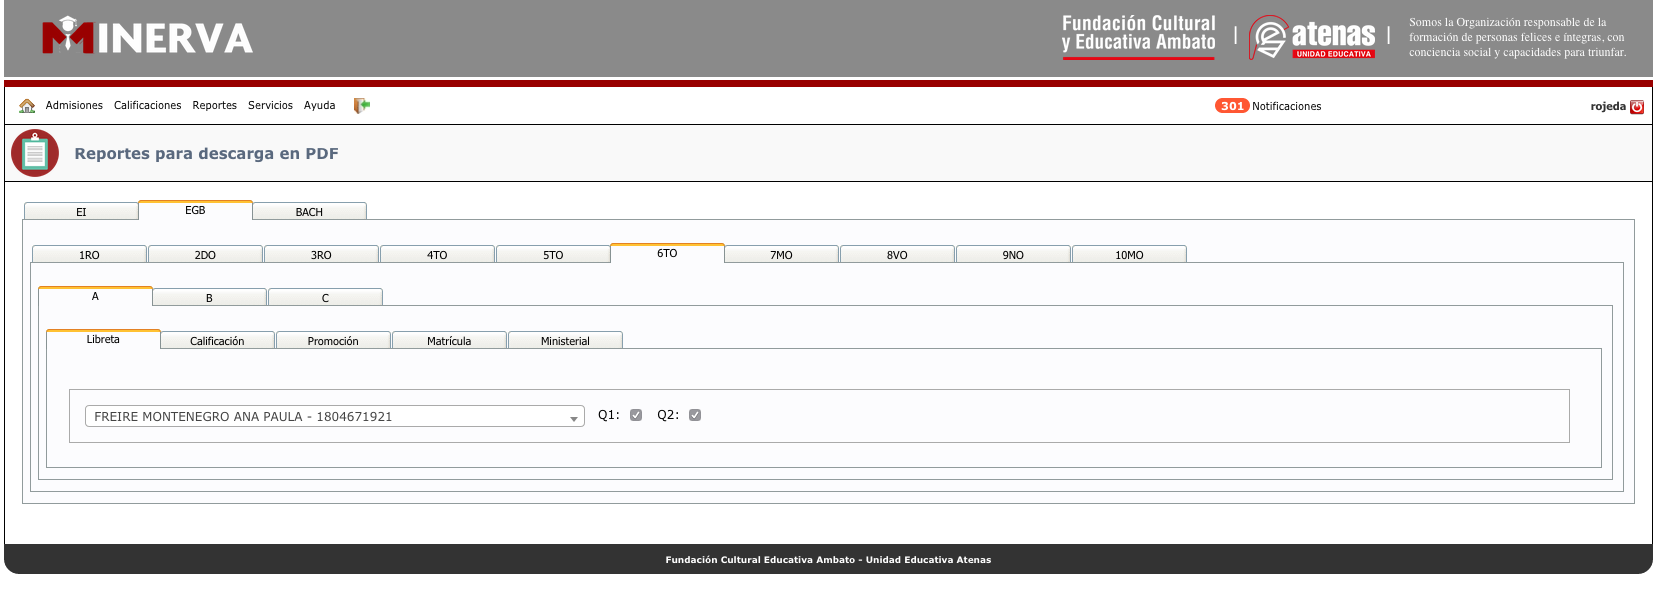 MINERVA
Fundación Cultural
y Educativa Ambato
atenas
UNIDAD EDUCATIVA
Somos la Organización responsable de la
formación de personas felices e íntegras, con
conciencia social y capacidades para triunfar.
Admisiones Calificaciones Reportes Servicios Ayuda
301 Notificaciones
rojeda
Reportes para descarga en PDF
EI EGB BACH
1RO 2DO 3RO 4TO 5TO 6TO 7MO 8VO 9NO 10MO
A B C
Libreta Calificación Promoción Matrícula Ministerial
FREIRE MONTENEGRO ANA PAULA - 1804671921 Q1: Q2:
Fundación Cultural Educativa Ambato - Unidad Educativa Atenas